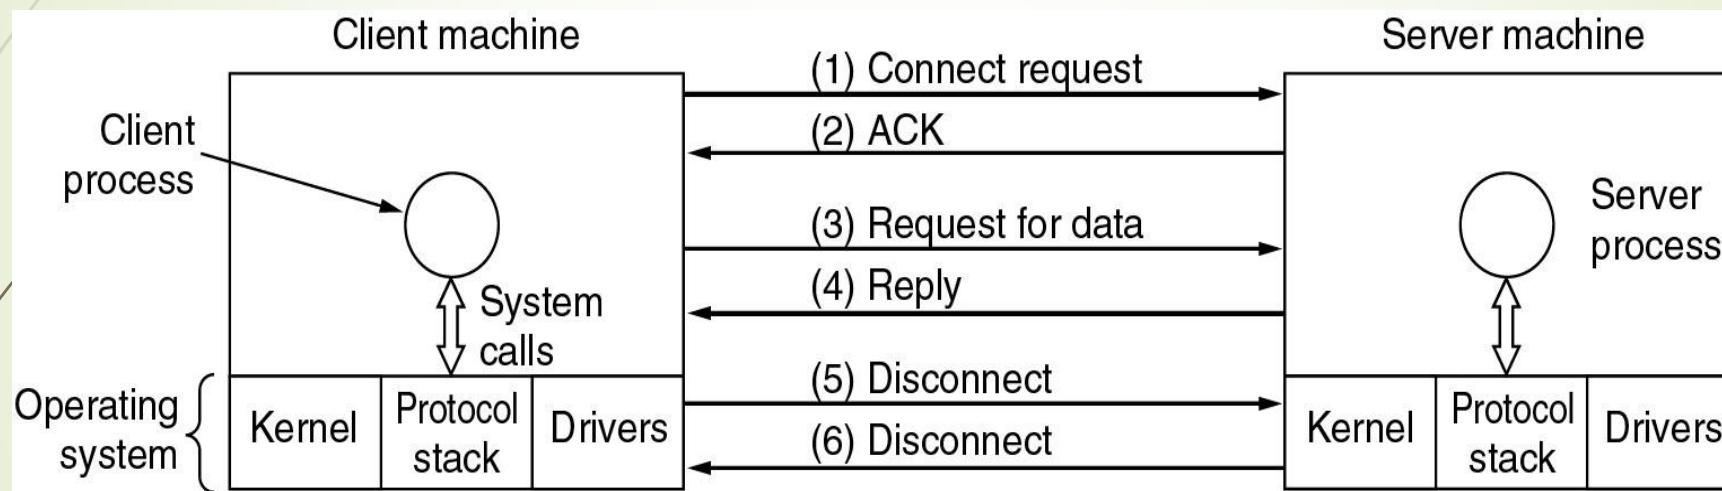 Client machine
Server machine
(1) Connect request
Client
process
(2) ACK
Server
process
(3) Request for data
(4) Reply
System
calls
(5) Disconnect
Operating
system
Kernel
Protocol
stack
Drivers
(6) Disconnect
Kernel
Protocol
stack
Drivers